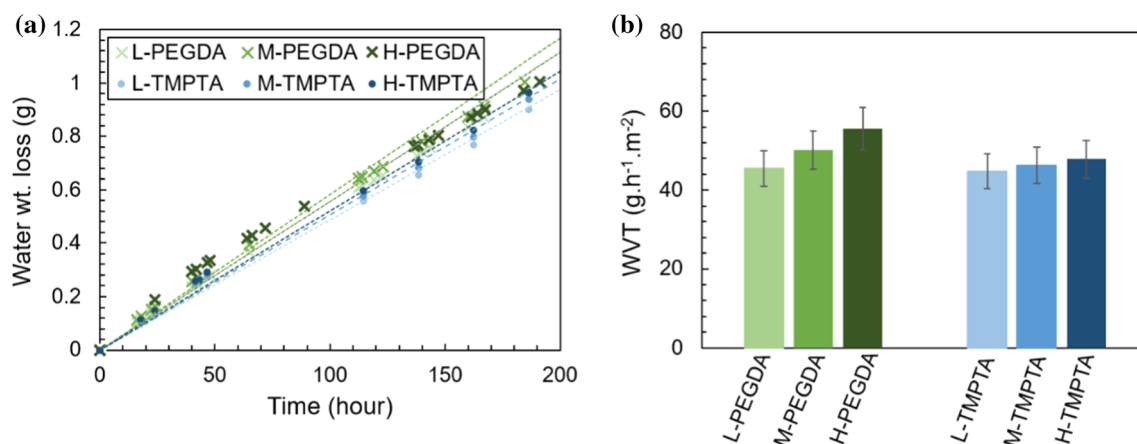 (a)
Water wt. loss (g)
1.2
1
0.8
0.6
0.4
0.2
0
L-PEGDA M-PEGDA H-PEGDA
L-TMPTA M-TMPTA H-TMPTA
0 50 100 150 200
Time (hour)
(b)
WVT (g.h⁻¹.m⁻²)
80
60
40
20
0
L-PEGDA
M-PEGDA
H-PEGDA
L-TMPTA
M-TMPTA
H-TMPTA